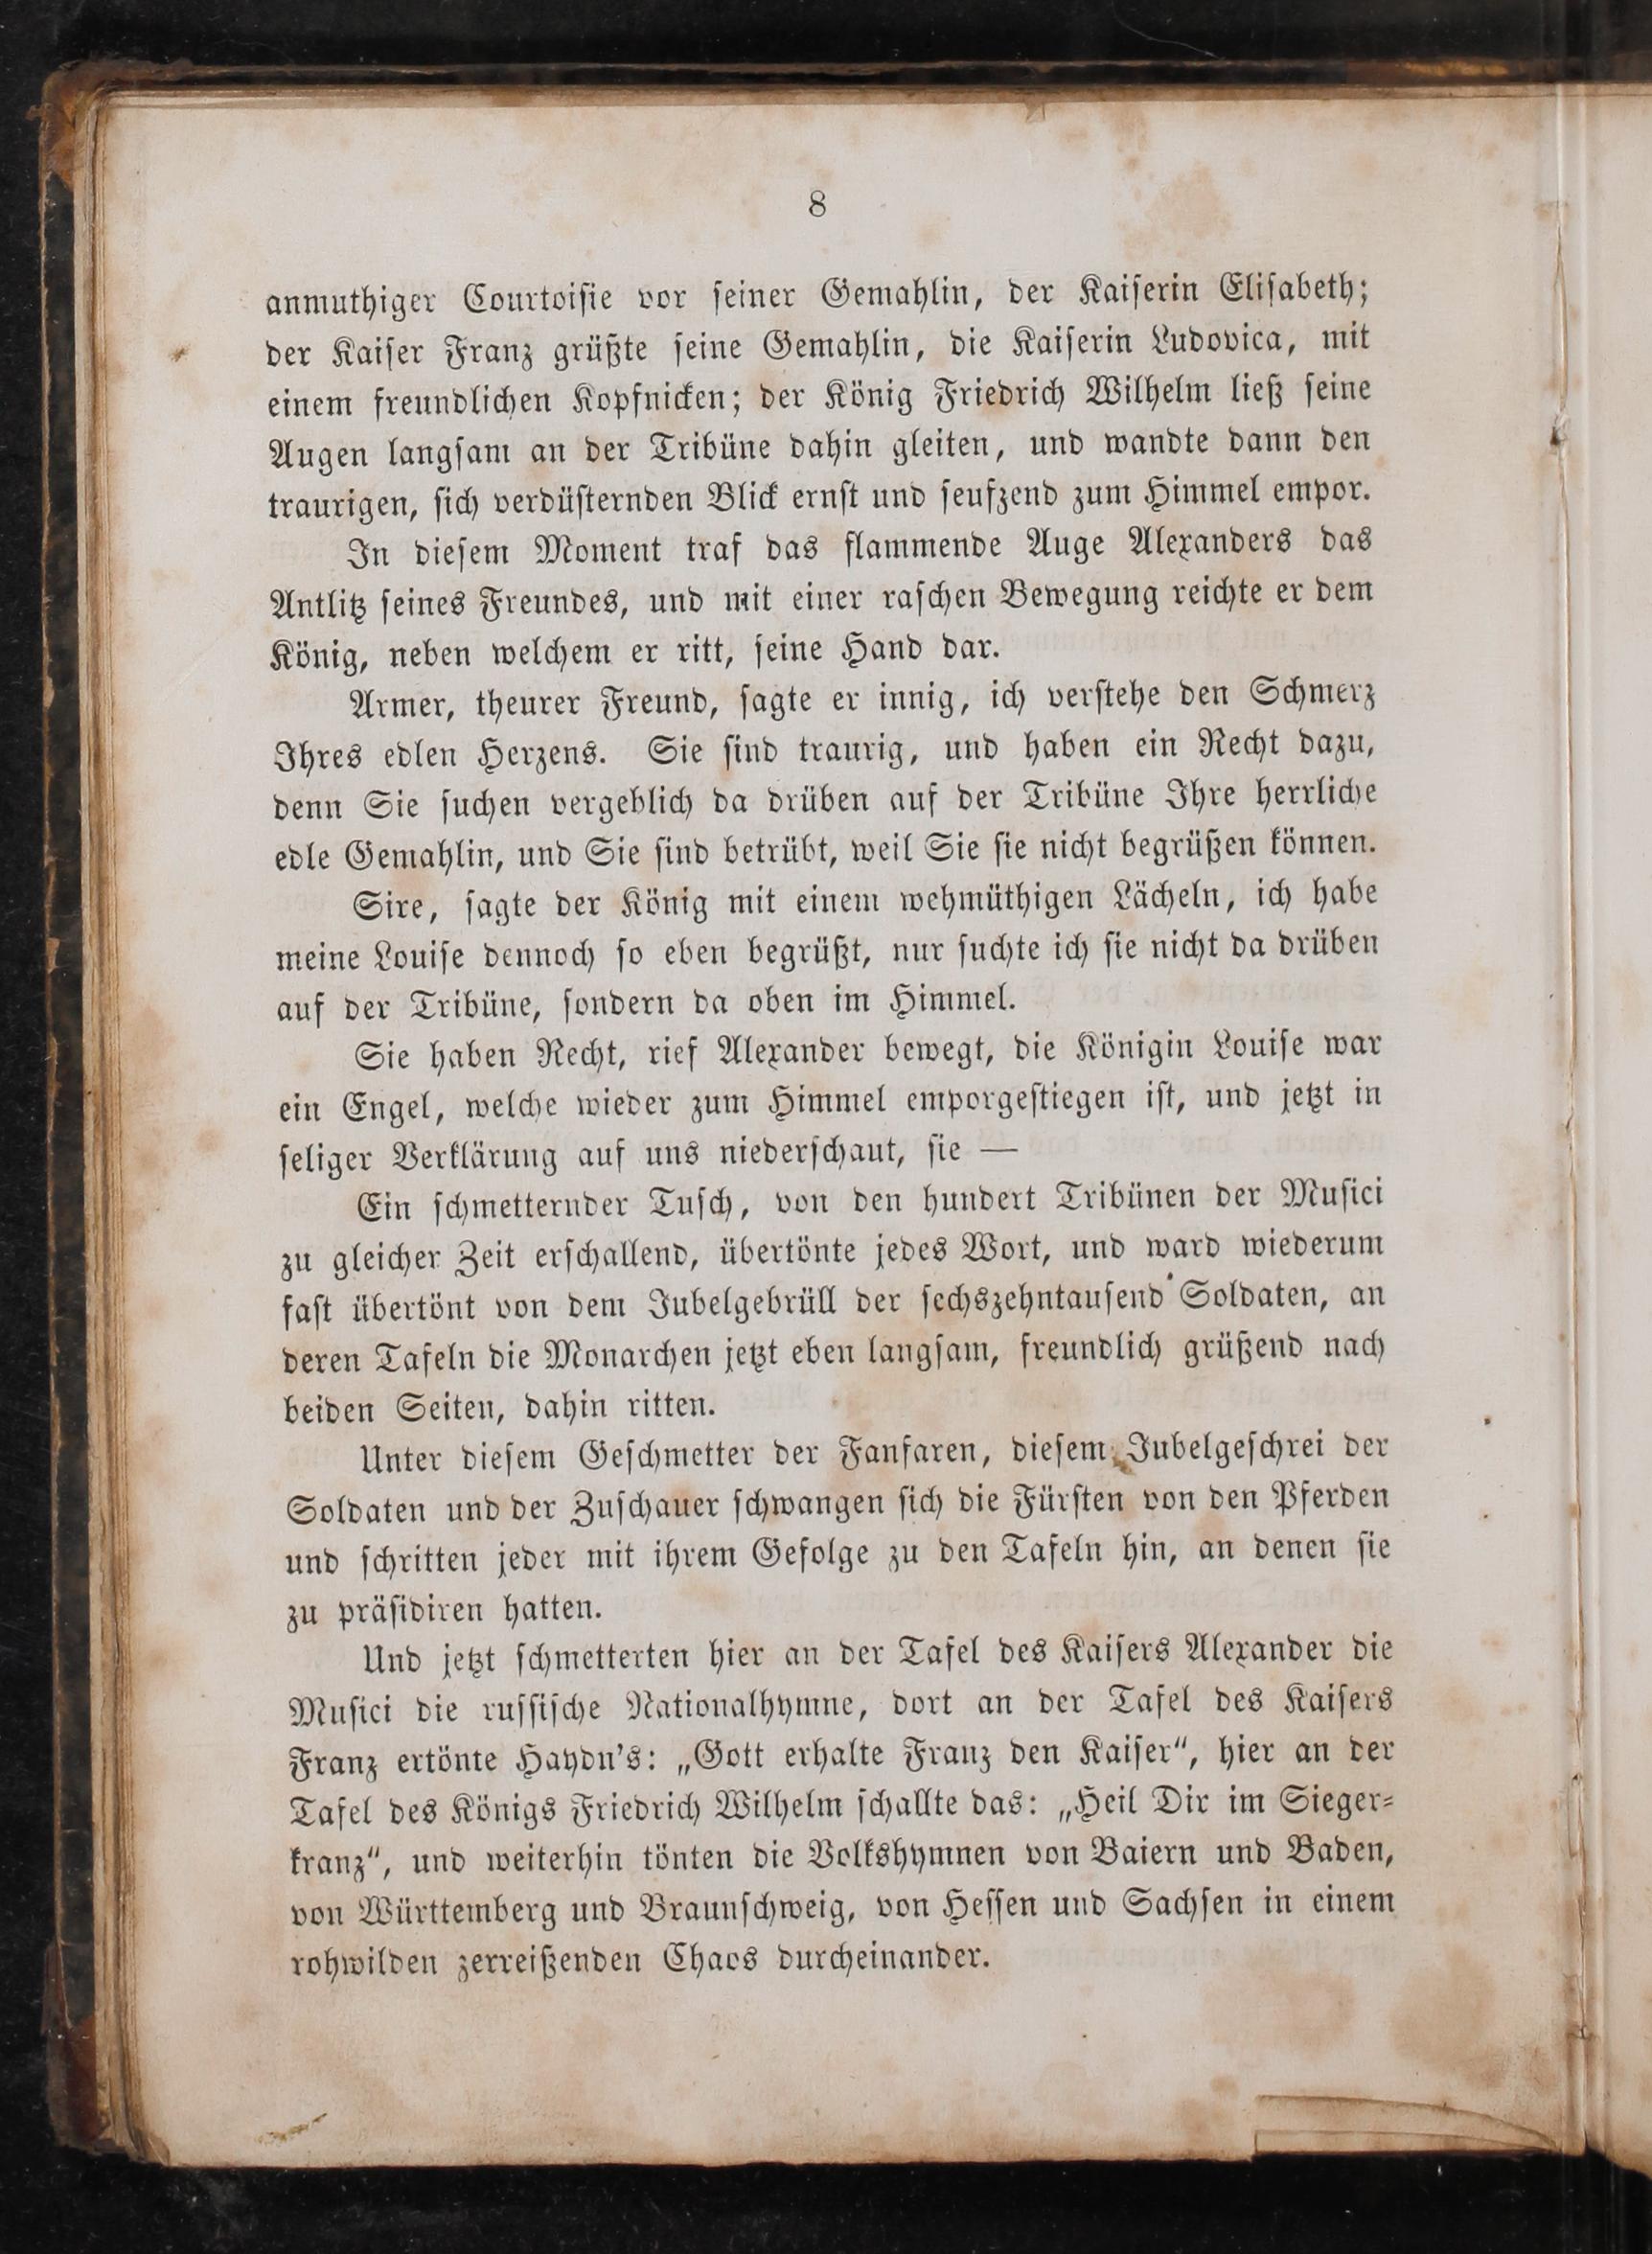 8
anmuthiger Courtoisie vor seiner Gemahlin, der Kaiserin Elisabeth;
der Kaiser Franz grüßte seine Gemahlin, die Kaiserin Ludovica, mit
einem freundlichen Kopfnicken; der König Friedrich Wilhelm ließ seine
Augen langsam an der Tribüne dahin gleiten, und wandte dann den
traurigen, sich verdüsternden Blick ernst und seufzend zum Himmel empor.
In diesem Moment traf das flammende Auge Alexanders das
Antlitz seines Freundes, und mit einer raschen Bewegung reichte er dem
König, neben welchem er ritt, seine Hand dar.
Armer, theurer Freund, sagte er innig, ich verstehe den Schmerz
Ihres edlen Herzens. Sie sind traurig, und haben ein Recht dazu,
denn Sie suchen vergeblich da drüben auf der Tribüne Ihre herrliche
edle Gemahlin, und Sie sind betrübt, weil Sie sie nicht begrüßen können.
Sire, sagte der König mit einem wehmüthigen Lächeln, ich habe
meine Louise dennoch so eben begrüßt, nur suchte ich sie nicht da drüben
auf der Tribüne, sondern da oben im Himmel.
Sie haben Recht, rief Alexander bewegt, die Königin Louise war
ein Engel, welche wieder zum Himmel emporgestiegen ist, und jetzt in
seliger Verklärung auf uns niederschaut, sie —
Ein schmetternder Tusch, von den hundert Tribünen der Musici
zu gleicher Zeit erschallend, übertönte jedes Wort, und ward wiederum
fast übertönt von dem Jubelgebrüll der sechszehntausend Soldaten, an
deren Tafeln die Monarchen jetzt eben langsam, freundlich grüßend nach
beiden Seiten, dahin ritten.
Unter diesem Geschmetter der Fanfaren, diesem Jubelgeschrei der
Soldaten und der Zuschauer schwangen sich die Fürsten von den Pferden
und schritten jeder mit ihrem Gefolge zu den Tafeln hin, an denen sie
zu präsidiren hatten.
Und jetzt schmetterten hier an der Tafel des Kaisers Alexander die
Musici die russische Nationalhymne, dort an der Tafel des Kaisers
Franz ertönte Haydn's: „Gott erhalte Franz den Kaiser“, hier an der
Tafel des Königs Friedrich Wilhelm schallte das: „Heil Dir im Sieger-
kranz“, und weiterhin tönten die Volkshymnen von Baiern und Baden,
von Württemberg und Braunschweig, von Hessen und Sachsen in einem
rohwilden zerreißenden Chaos durcheinander.